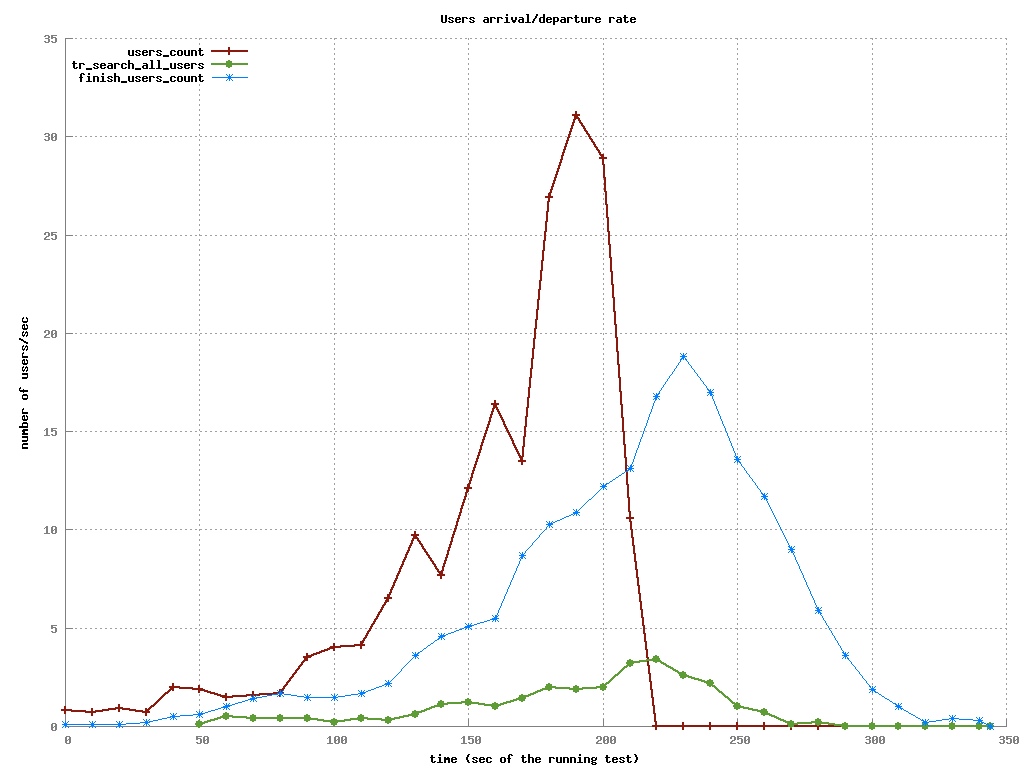 Users arrival/departure rate
users_count
tr_search_all_users
finish_users_count
35
30
25
20
15
10
5
0
number of users/sec
0 50 100 150 200 250 300 350
time (sec of the running test)